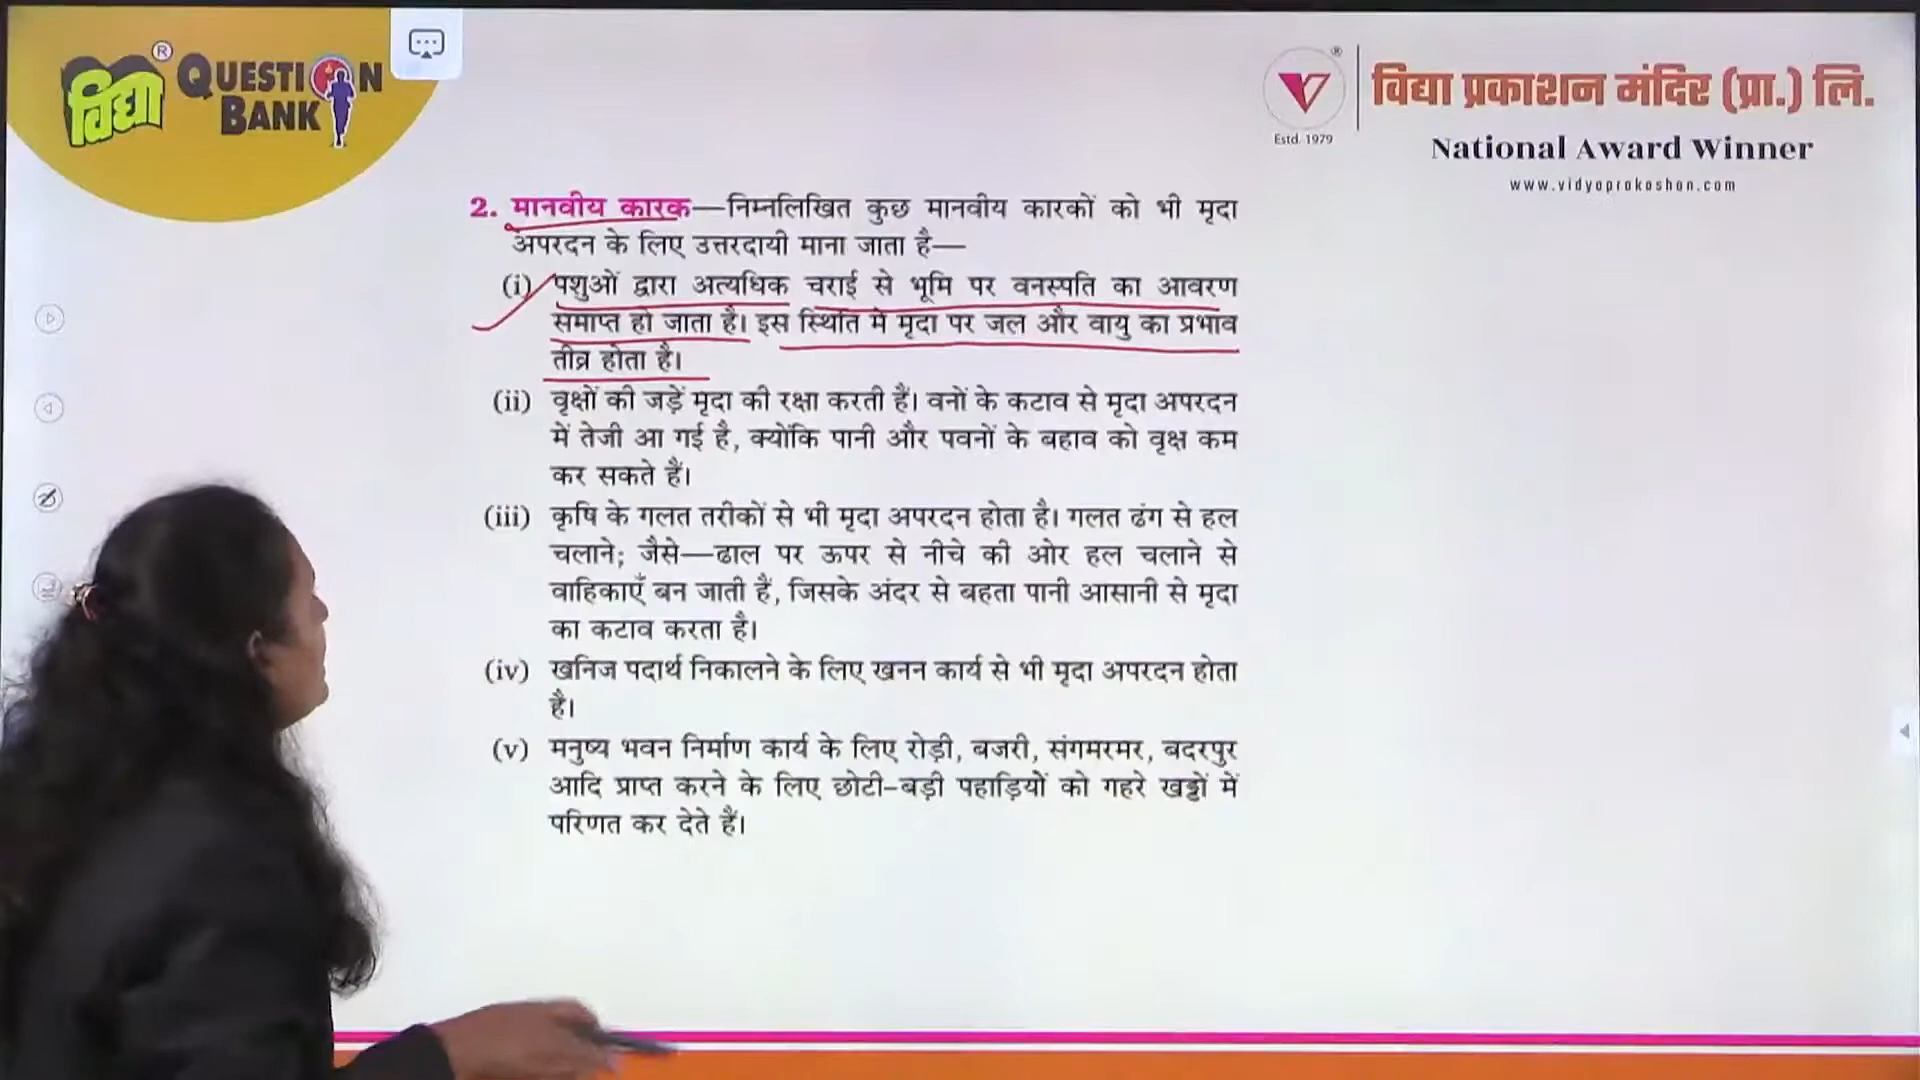 विद्या
®
QUESTION
BANK
®
Estd. 1979
विद्या प्रकाशन मंदिर (प्रा.) लि.
National Award Winner
www.vidyaprakashan.com
2. मानवीय कारक—निम्नलिखित कुछ मानवीय कारकों को भी मृदा
अपरदन के लिए उत्तरदायी माना जाता है—
(i) पशुओं द्वारा अत्यधिक चराई से भूमि पर वनस्पति का आवरण
समाप्त हो जाता है। इस स्थिति में मृदा पर जल और वायु का प्रभाव
तीव्र होता है।
(ii) वृक्षों की जड़ें मृदा की रक्षा करती हैं। वनों के कटाव से मृदा अपरदन
में तेजी आ गई है, क्योंकि पानी और पवनों के बहाव को वृक्ष कम
कर सकते हैं।
(iii) कृषि के गलत तरीकों से भी मृदा अपरदन होता है। गलत ढंग से हल
चलाने; जैसे—ढाल पर ऊपर से नीचे की ओर हल चलाने से
वाहिकाएँ बन जाती हैं, जिसके अंदर से बहता पानी आसानी से मृदा
का कटाव करता है।
(iv) खनिज पदार्थ निकालने के लिए खनन कार्य से भी मृदा अपरदन होता
है।
(v) मनुष्य भवन निर्माण कार्य के लिए रोड़ी, बजरी, संगमरमर, बदरपुर
आदि प्राप्त करने के लिए छोटी-बड़ी पहाड़ियों को गहरे खड्डों में
परिणत कर देते हैं।